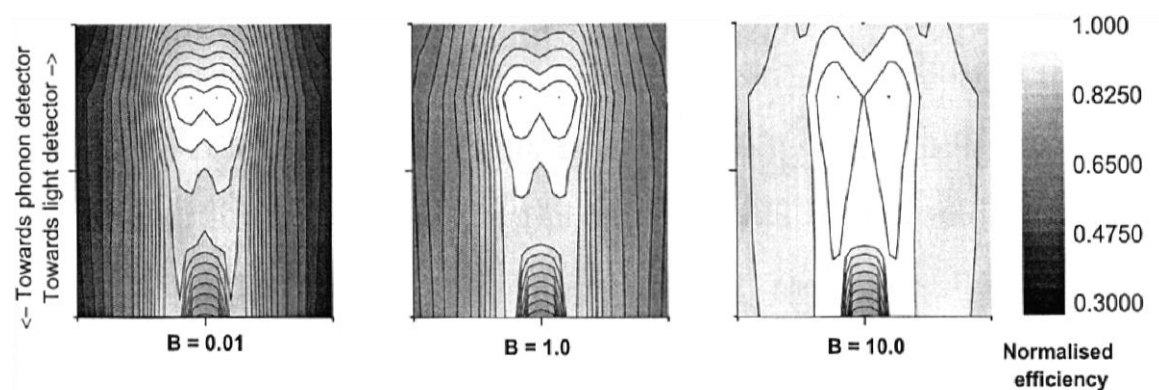 <– Towards phonon detector
Towards light detector –>
B = 0.01
B = 1.0
B = 10.0
1.000
0.8250
0.6500
0.4750
0.3000
Normalised
efficiency